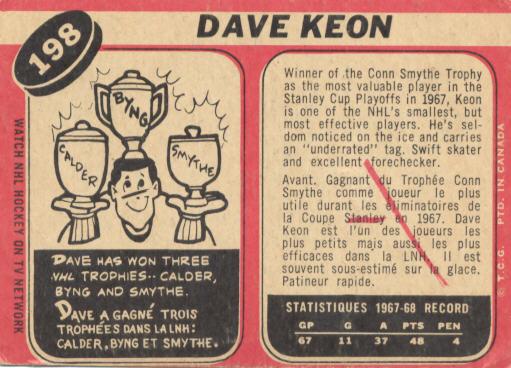 198
DAVE KEON
WATCH NHL HOCKEY ON TV NETWORK
BYNG
CALDER
SMYTHE
DAVE HAS WON THREE
NHL TROPHIES·· CALDER,
BYNG AND SMYTHE.
DAVE A GAGNÉ TROIS
TROPHÉES DANS LA LNH:
CALDER, BYNG ET SMYTHE.
Winner of the Conn Smythe Trophy
as the most valuable player in the
Stanley Cup Playoffs in 1967, Keon
is one of the NHL's smallest, but
most effective players. He's sel-
dom noticed on the ice and carries
an "underrated" tag. Swift skater
and excellent forechecker.
Avant. Gagnant du Trophée Conn
Smythe comme joueur le plus
utile durant les éliminatoires de
la Coupe Stanley en 1967. Dave
Keon est l'un des joueurs les
plus petits mais aussi les plus
efficaces dans la LNH. Il est
souvent sous-estimé sur la glace.
Patineur rapide.
STATISTIQUES 1967-68 RECORD
GP G A PTS PEN
67 11 37 48 4
© T.C.G. PTD. IN CANADA